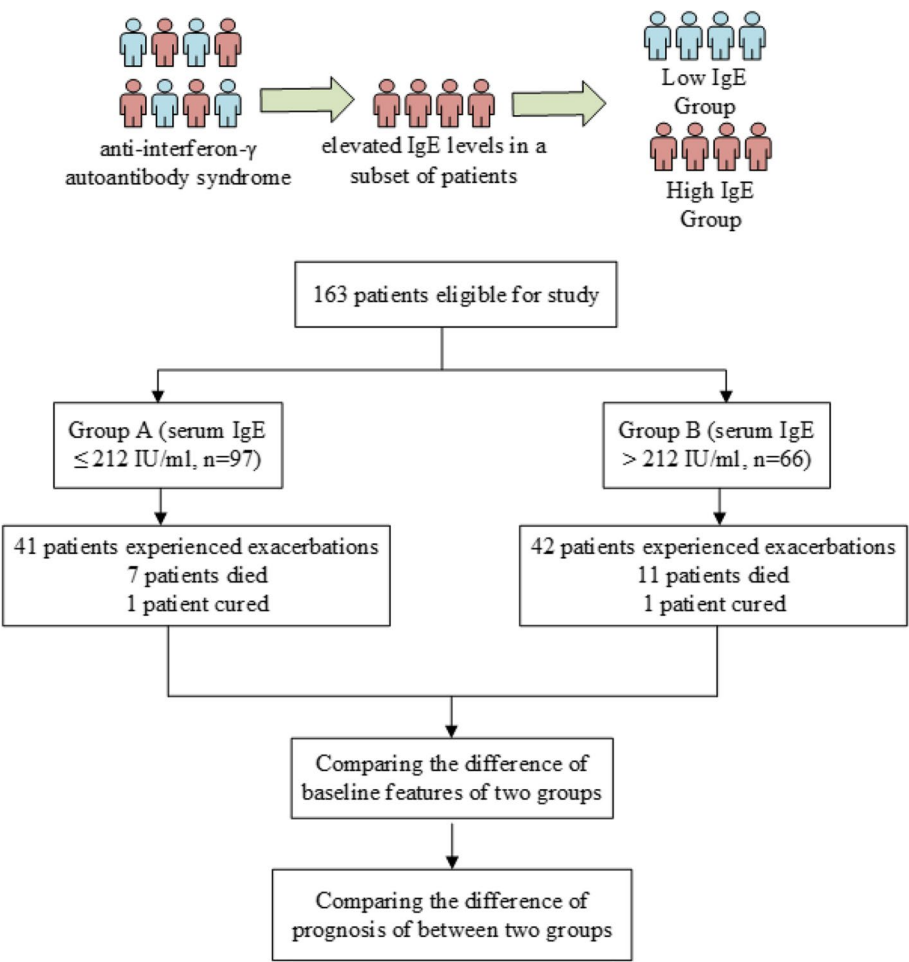 anti-interferon-γ
autoantibody syndrome
elevated IgE levels in a
subset of patients
Low IgE
Group
High IgE
Group
163 patients eligible for study
Group A (serum IgE
≤ 212 IU/ml, n=97)
Group B (serum IgE
> 212 IU/ml, n=66)
41 patients experienced exacerbations
7 patients died
1 patient cured
42 patients experienced exacerbations
11 patients died
1 patient cured
Comparing the difference of
baseline features of two groups
Comparing the difference of
prognosis of between two groups